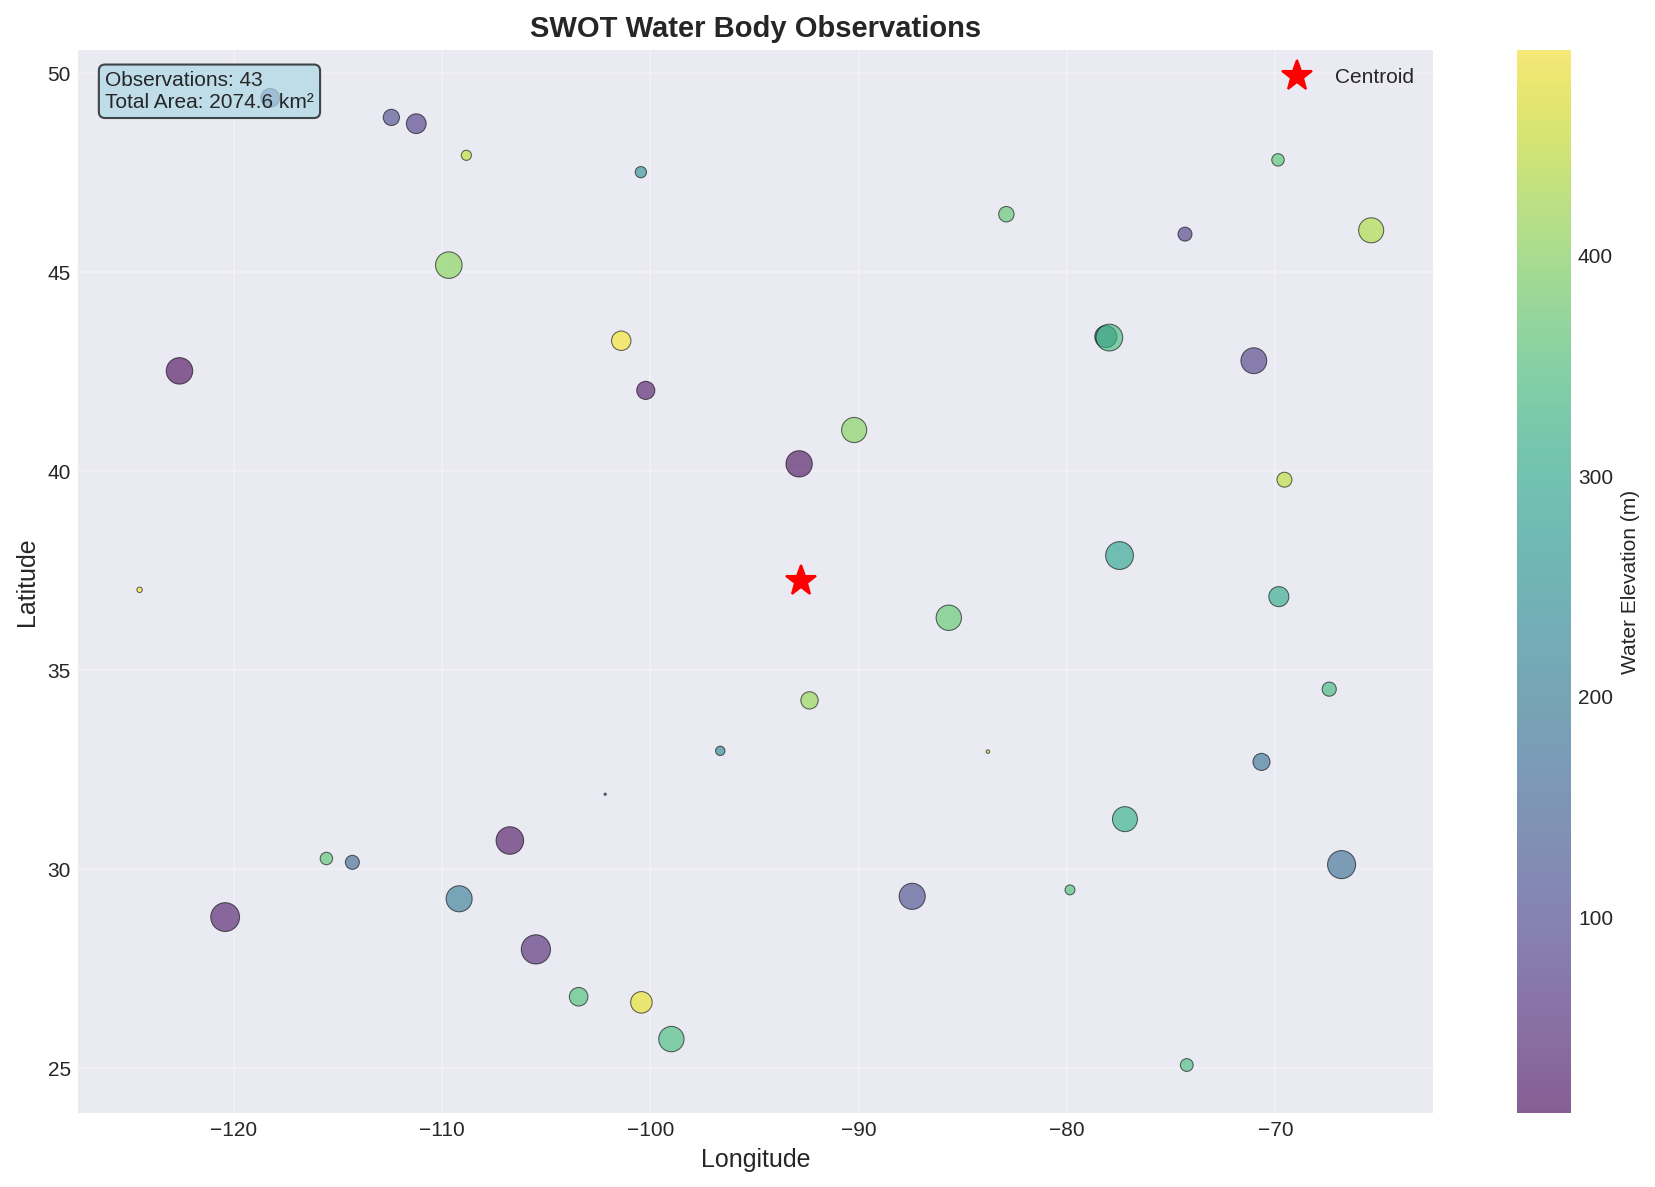 SWOT Water Body Observations
Observations: 43
Total Area: 2074.6 km²
Centroid
50
45
40
35
30
25
Latitude
−120
−110
−100
−90
−80
−70
Longitude
400
300
200
100
Water Elevation (m)